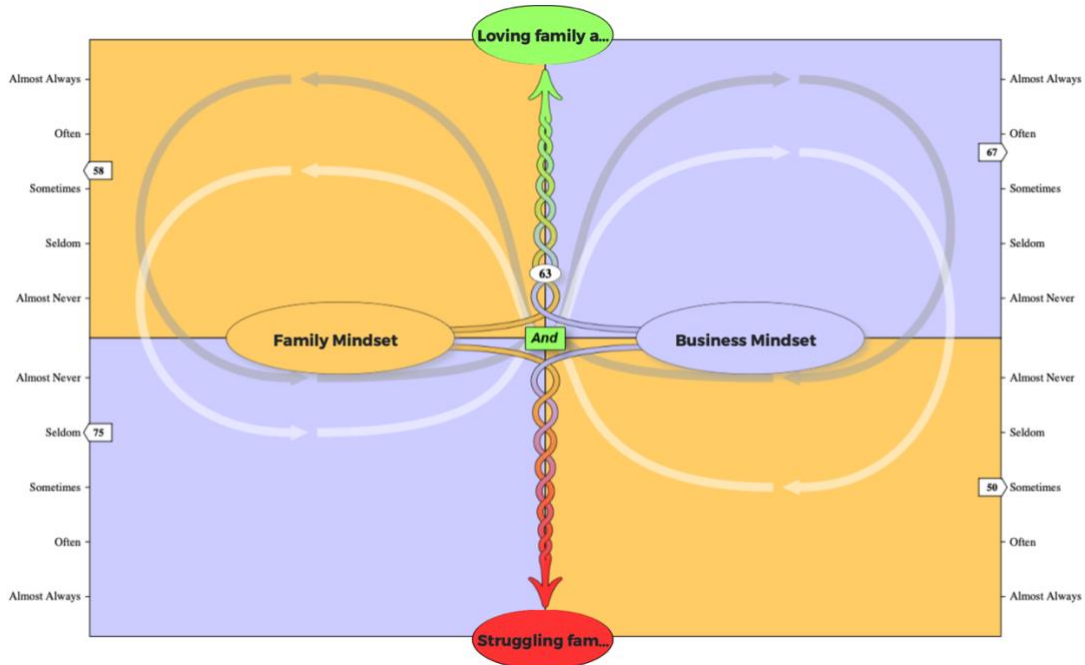 Loving family a...
Almost Always
Often
58
Sometimes
Seldom
Almost Never
Almost Always
Often
67
Sometimes
Seldom
Almost Never
63
Family Mindset
And
Business Mindset
Almost Never
Seldom
75
Sometimes
Often
Almost Always
Almost Never
Seldom
50
Sometimes
Often
Almost Always
Struggling fam...